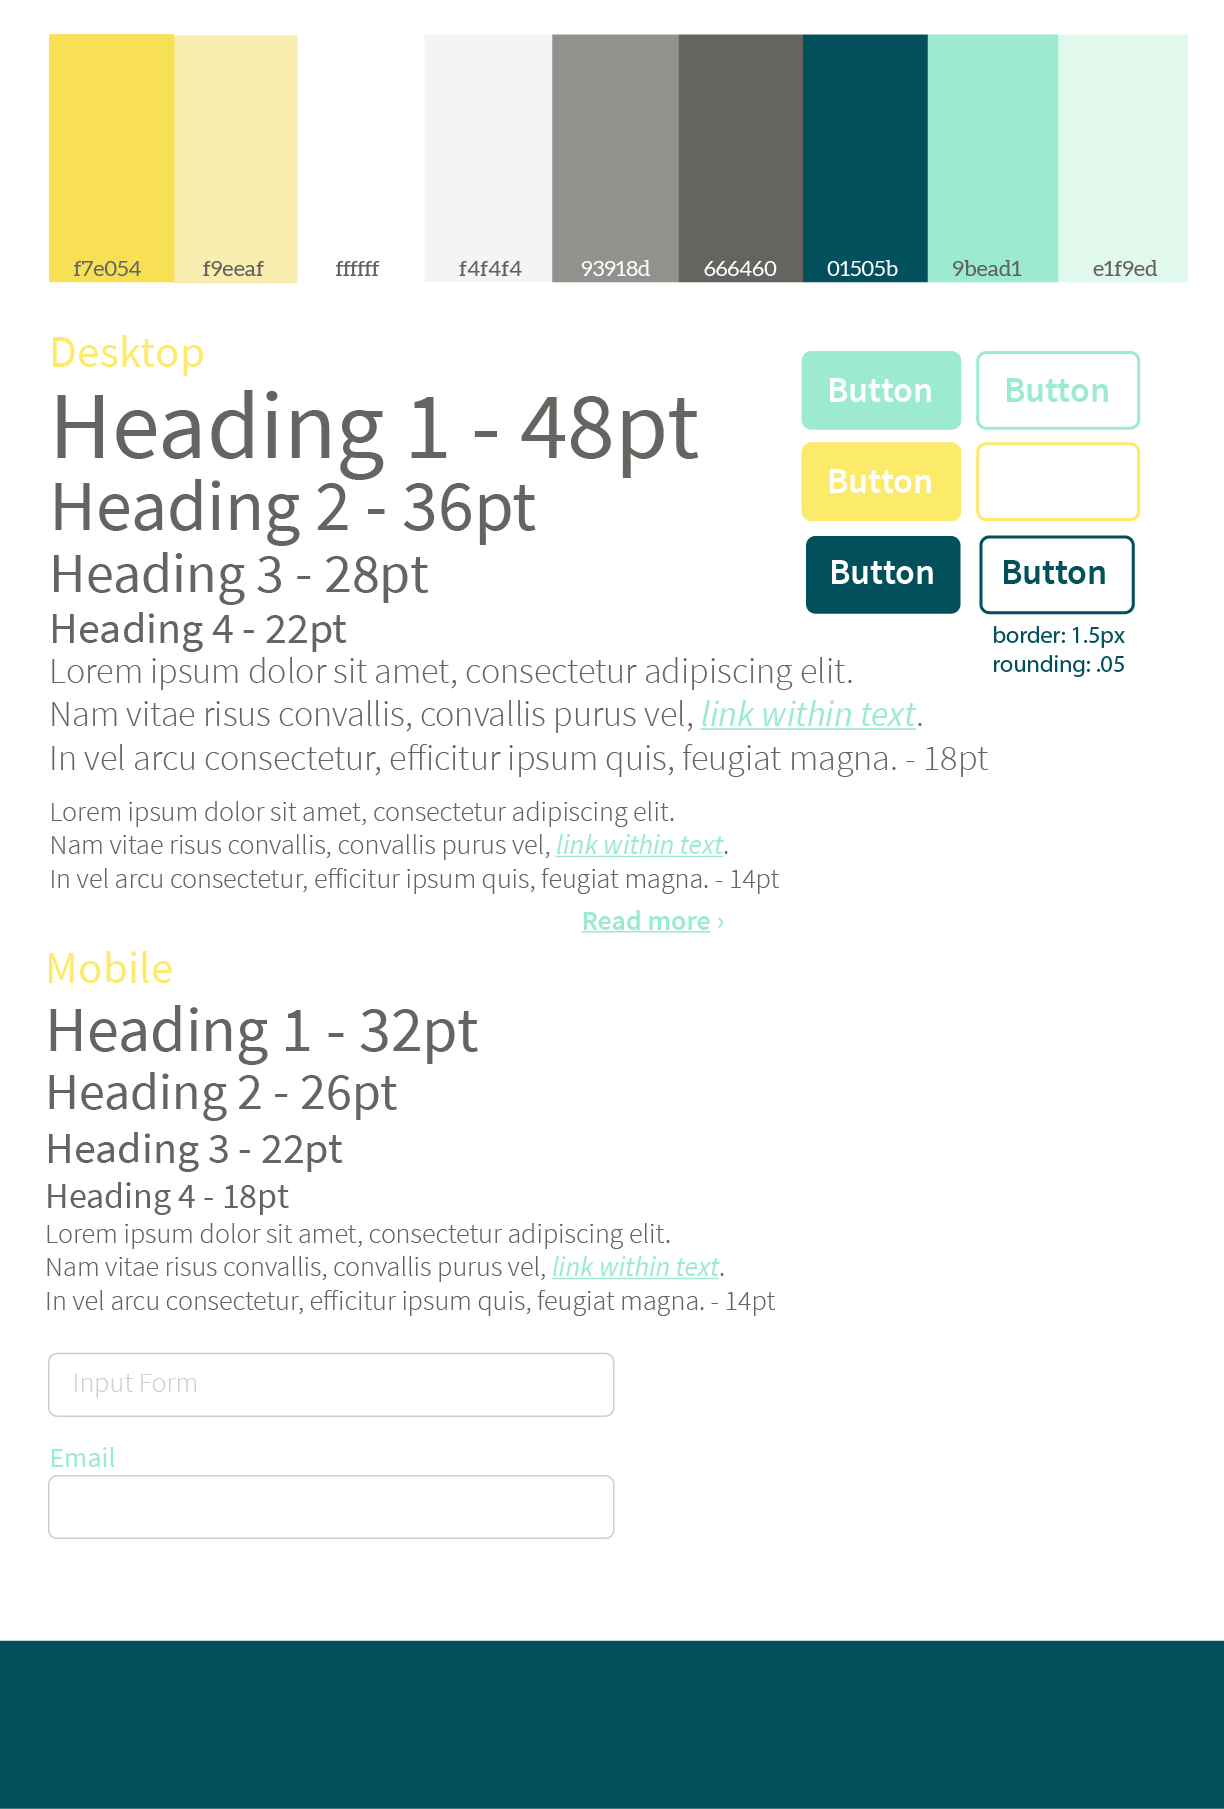 f7e054 f9eeaf ffffff f4f4f4 93918d 666460 01505b 9bead1 e1f9ed
Desktop
Heading 1 - 48pt
Heading 2 - 36pt
Heading 3 - 28pt
Heading 4 - 22pt
Lorem ipsum dolor sit amet, consectetur adipiscing elit.
Nam vitae risus convallis, convallis purus vel, link within text.
In vel arcu consectetur, efficitur ipsum quis, feugiat magna. - 18pt
Lorem ipsum dolor sit amet, consectetur adipiscing elit.
Nam vitae risus convallis, convallis purus vel, link within text.
In vel arcu consectetur, efficitur ipsum quis, feugiat magna. - 14pt
Read more ›
Button Button
Button
Button Button
border: 1.5px
rounding: .05
Mobile
Heading 1 - 32pt
Heading 2 - 26pt
Heading 3 - 22pt
Heading 4 - 18pt
Lorem ipsum dolor sit amet, consectetur adipiscing elit.
Nam vitae risus convallis, convallis purus vel, link within text.
In vel arcu consectetur, efficitur ipsum quis, feugiat magna. - 14pt
Input Form
Email